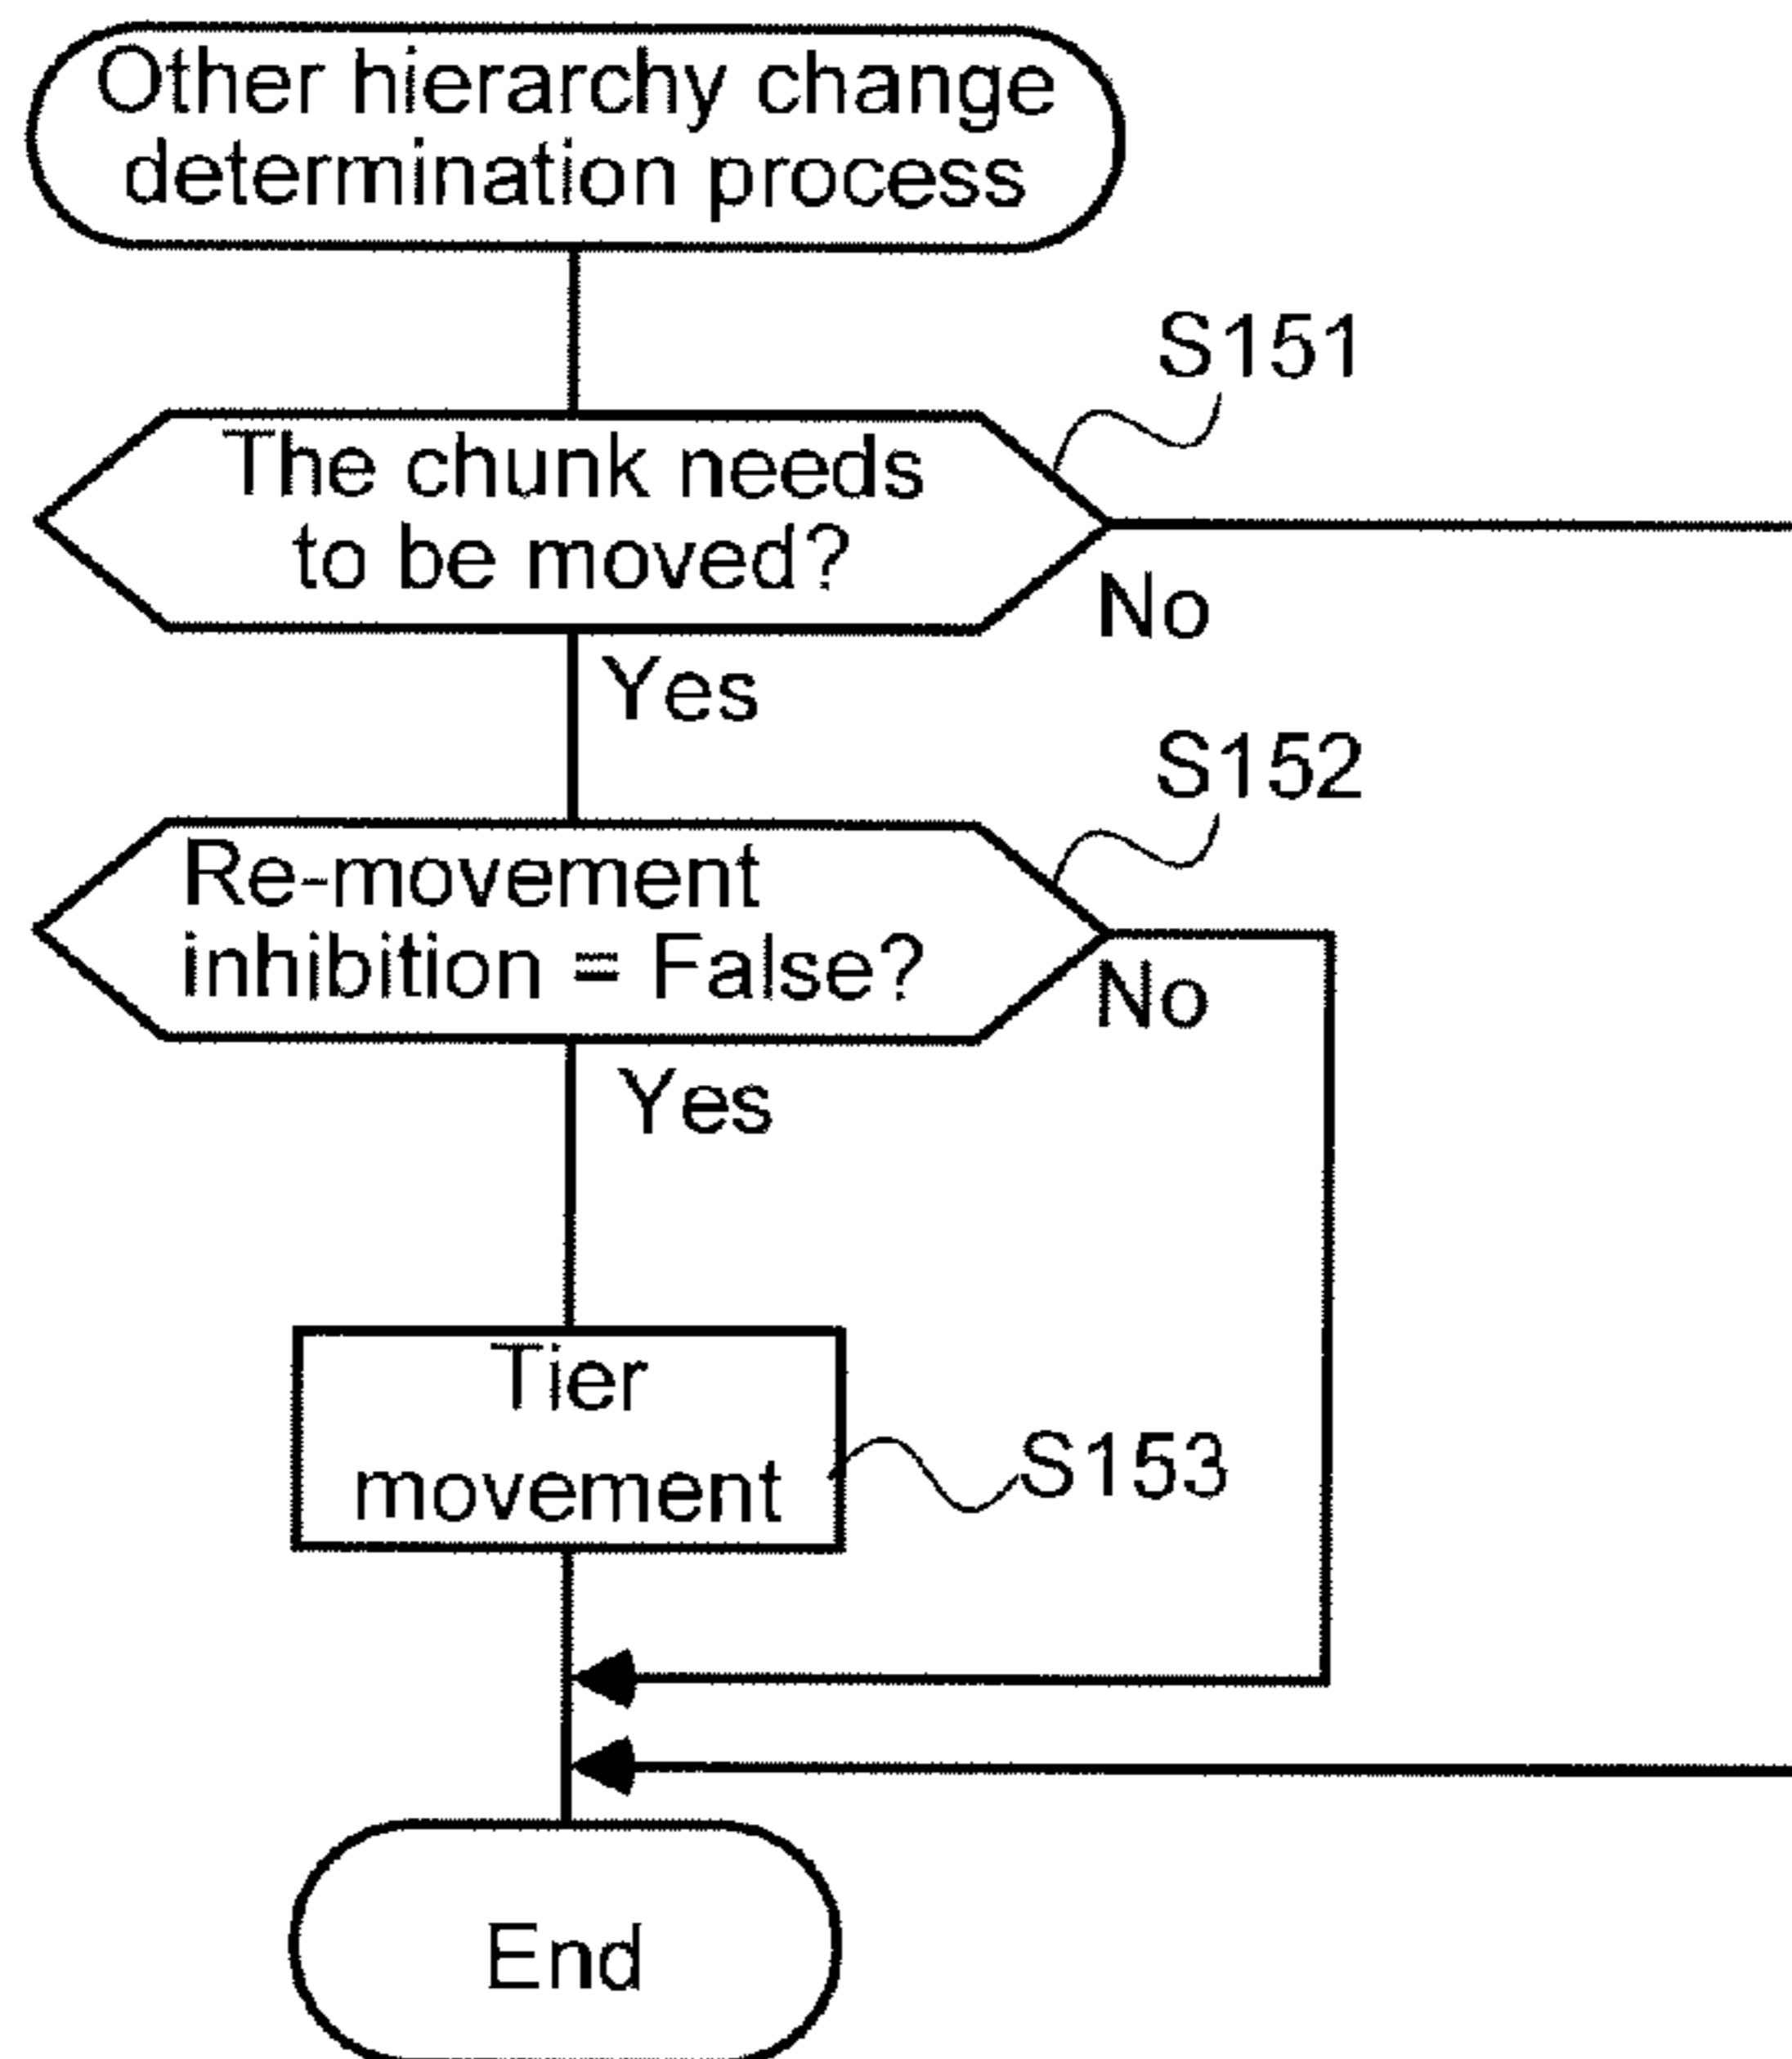 Other hierarchy change
determination process
S151
The chunk needs
to be moved?
No
Yes
S152
Re-movement
inhibition = False?
No
Yes
Tier
movement
S153
End